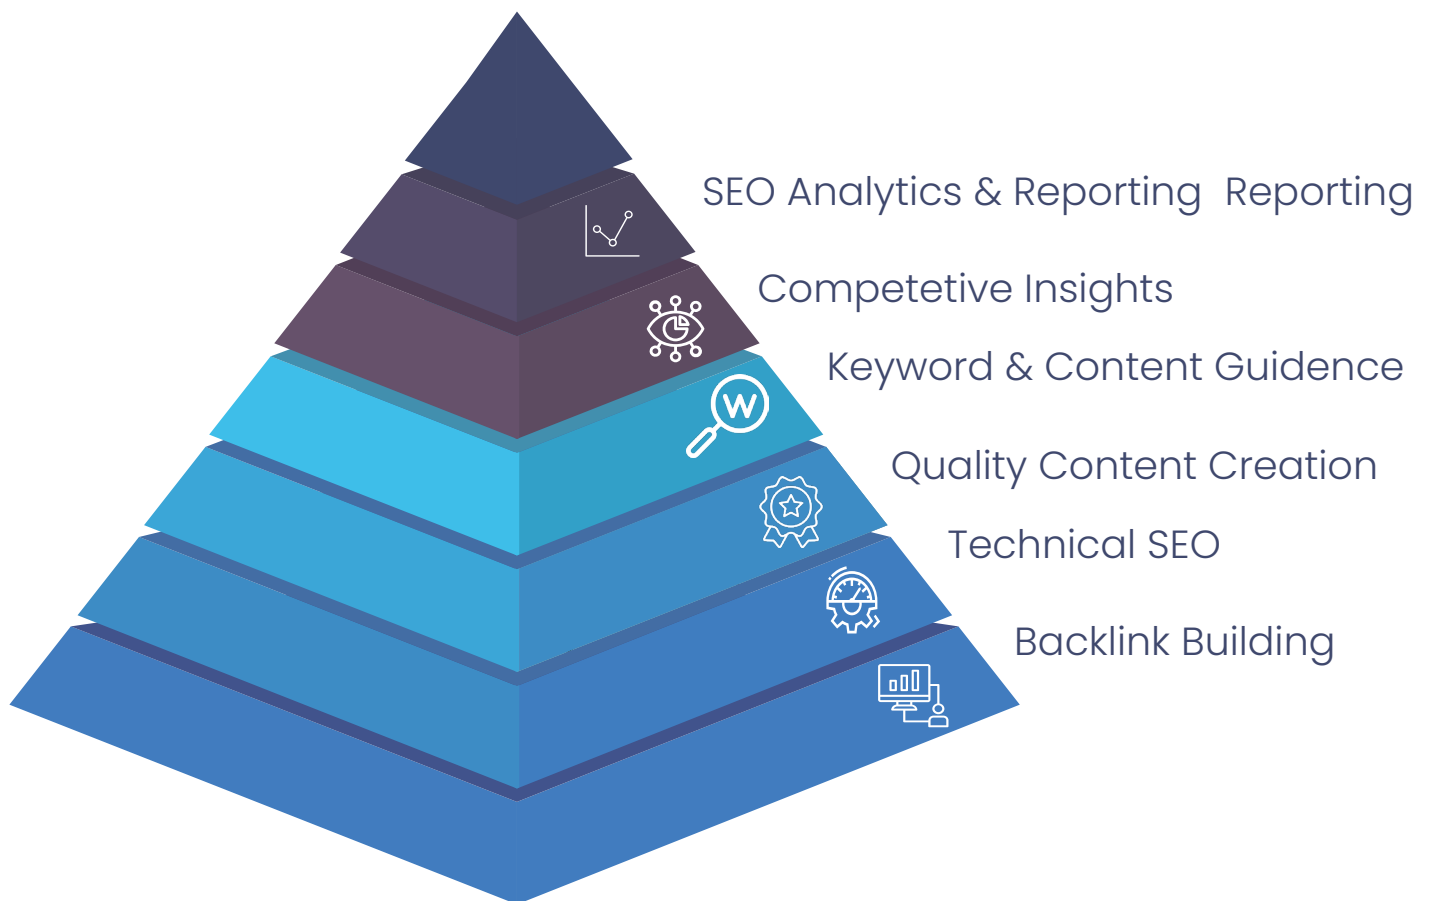 SEO Analytics & Reporting  Reporting
Competetive Insights
Keyword & Content Guidence
W
Quality Content Creation
Technical SEO
Backlink Building